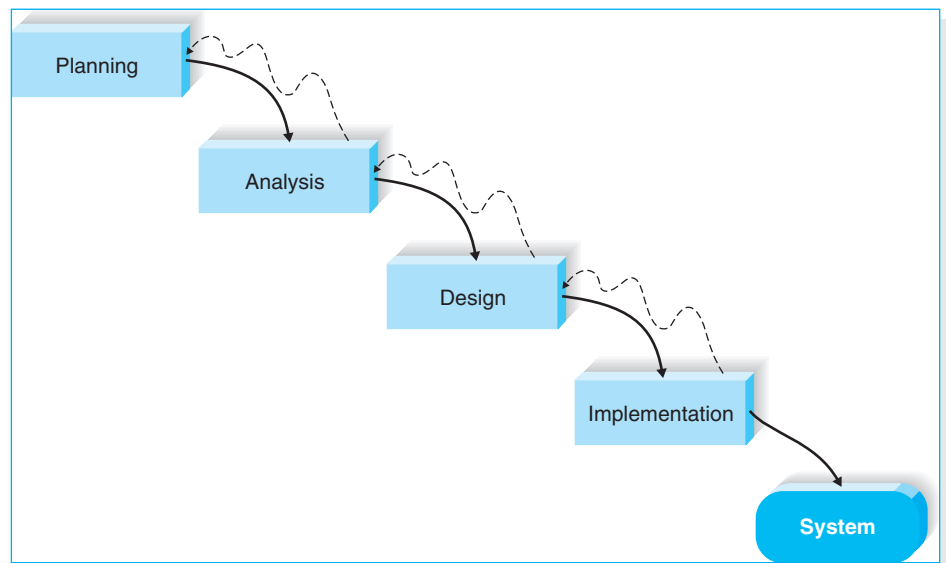 Planning
Analysis
Design
Implementation
System